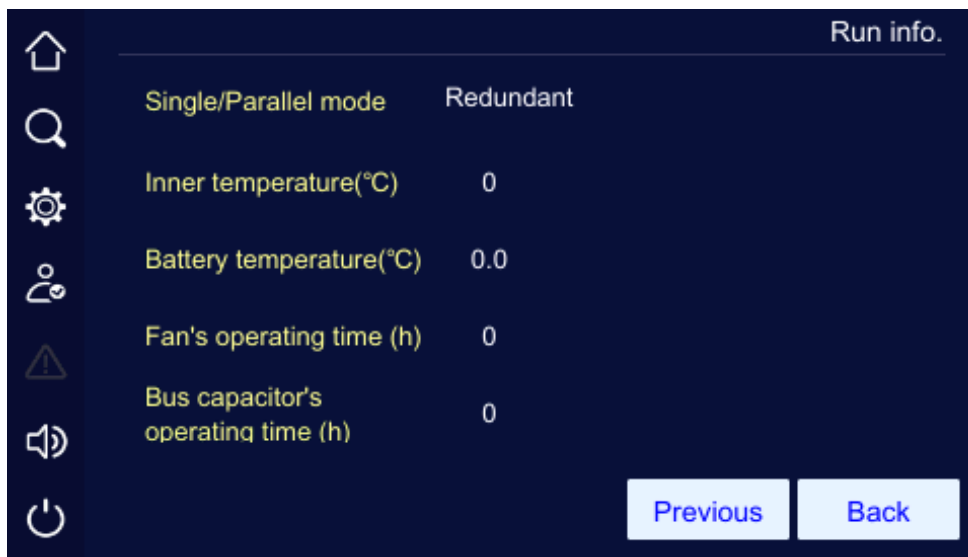 Run info.
Single/Parallel mode Redundant
Inner temperature(℃) 0
Battery temperature(℃) 0.0
Fan's operating time (h) 0
Bus capacitor's
operating time (h) 0
Previous Back